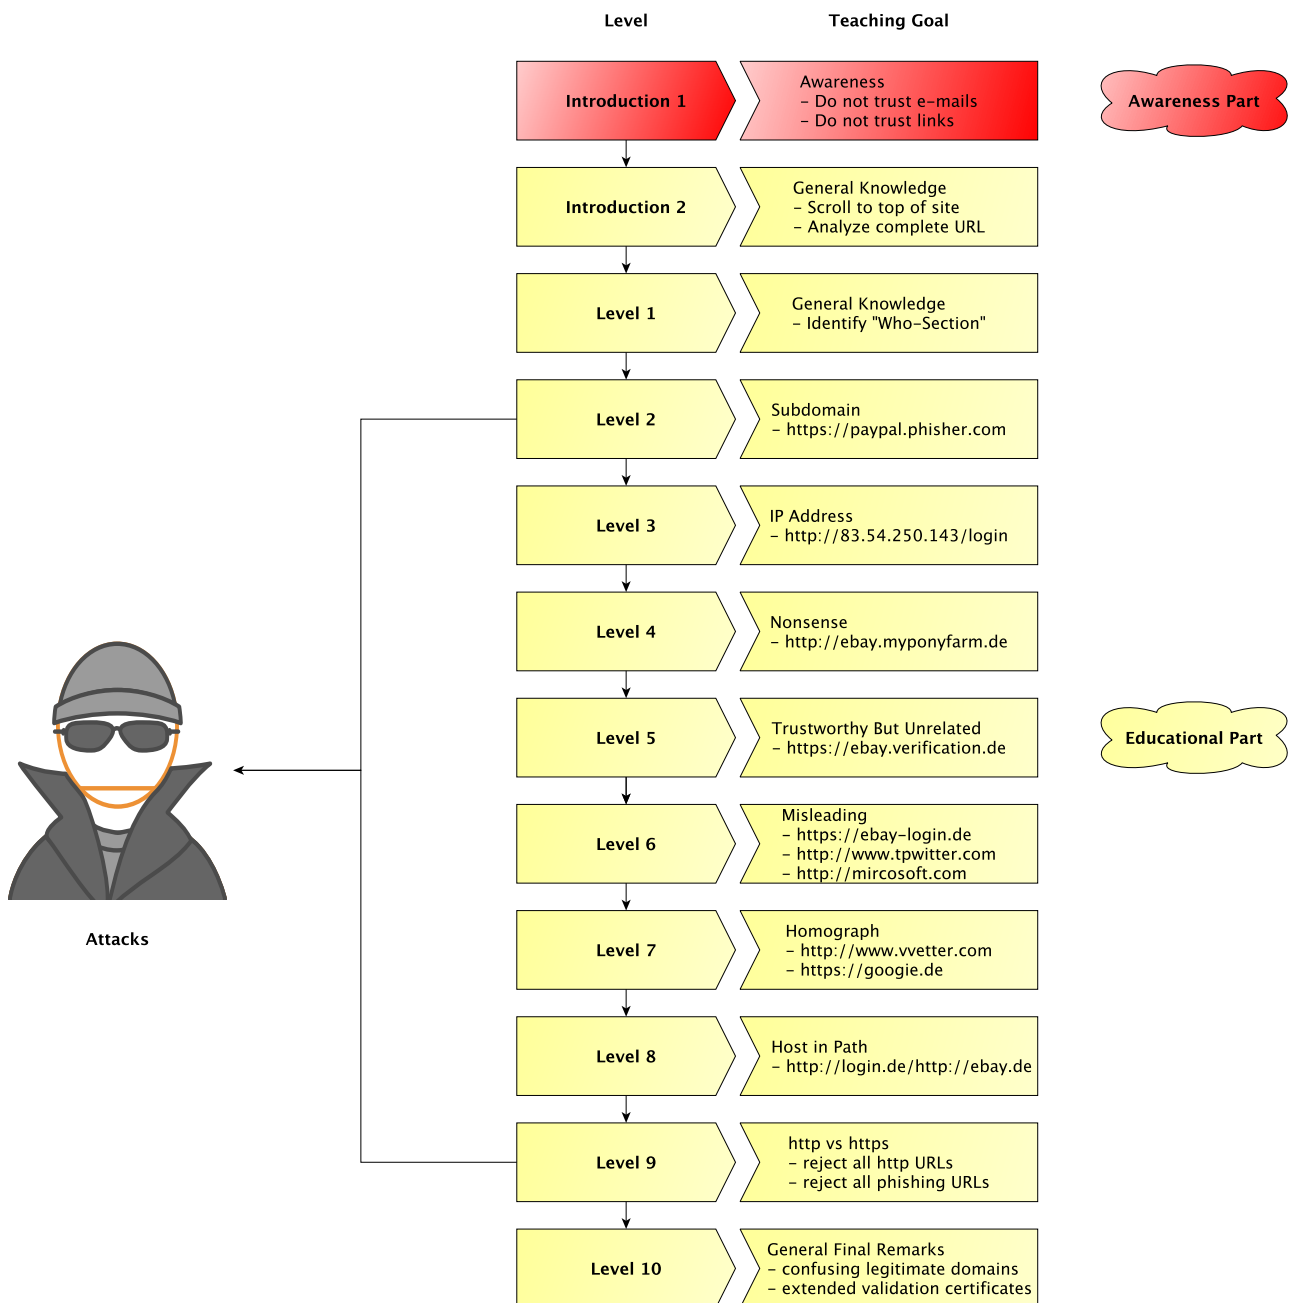 Level
Teaching Goal
Introduction 1
Awareness
- Do not trust e-mails
- Do not trust links
Awareness Part
Introduction 2
General Knowledge
- Scroll to top of site
- Analyze complete URL
Level 1
General Knowledge
- Identify "Who-Section"
Level 2
Subdomain
- https://paypal.phisher.com
Level 3
IP Address
- http://83.54.250.143/login
Level 4
Nonsense
- http://ebay.myponyfarm.de
Level 5
Trustworthy But Unrelated
- https://ebay.verification.de
Educational Part
Level 6
Misleading
- https://ebay-login.de
- http://www.tpwitter.com
- http://mircosoft.com
Attacks
Level 7
Homograph
- http://www.vvetter.com
- https://googie.de
Level 8
Host in Path
- http://login.de/http://ebay.de
Level 9
http vs https
- reject all http URLs
- reject all phishing URLs
Level 10
General Final Remarks
- confusing legitimate domains
- extended validation certificates